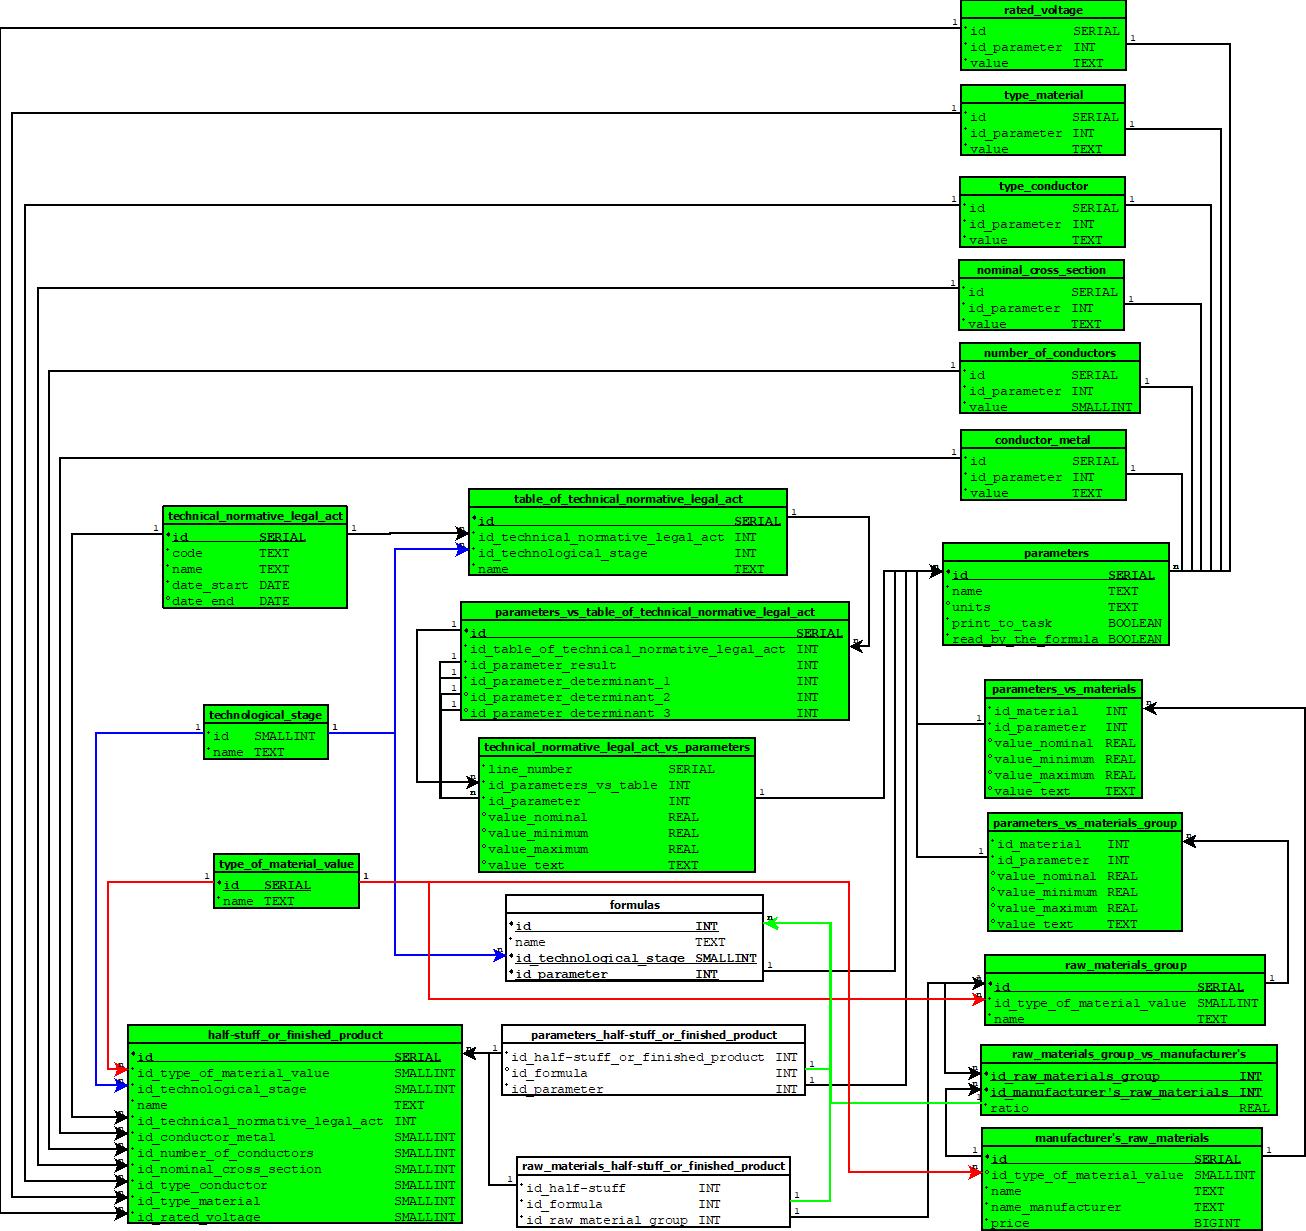 rated_voltage
id SERIAL
id_parameter INT
value TEXT
type_material
id SERIAL
id_parameter INT
value TEXT
type_conductor
id SERIAL
id_parameter INT
value TEXT
nominal_cross_section
id SERIAL
id_parameter INT
value TEXT
number_of_conductors
id SERIAL
id_parameter INT
value SMALLINT
conductor_metal
id SERIAL
id_parameter INT
value TEXT
technical_normative_legal_act
id SERIAL
code TEXT
name TEXT
date_start DATE
date_end DATE
table_of_technical_normative_legal_act
id SERIAL
id_technical_normative_legal_act INT
id_technological_stage INT
name TEXT
parameters
id SERIAL
name TEXT
units TEXT
print_to_task BOOLEAN
read_by_the_formula BOOLEAN
parameters_vs_table_of_technical_normative_legal_act
id SERIAL
id_table_of_technical_normative_legal_act INT
id_parameter_result INT
id_parameter_determinant_1 INT
id_parameter_determinant_2 INT
id_parameter_determinant_3 INT
parameters_vs_materials
id_material INT
id_parameter INT
value_nominal REAL
value_minimum REAL
value_maximum REAL
value_text TEXT
technological_stage
id SMALLINT
name TEXT
technical_normative_legal_act_vs_parameters
line_number SERIAL
id_parameters_vs_table INT
id_parameter INT
value_nominal REAL
value_minimum REAL
value_maximum REAL
value_text TEXT
parameters_vs_materials_group
id_material INT
id_parameter INT
value_nominal REAL
value_minimum REAL
value_maximum REAL
value_text TEXT
type_of_material_value
id SERIAL
name TEXT
formulas
id INT
name TEXT
id_technological_stage SMALLINT
id_parameter INT
raw_materials_group
id SERIAL
id_type_of_material_value SMALLINT
name TEXT
half-stuff_or_finished_product
id SERIAL
id_type_of_material_value SMALLINT
id_technological_stage SMALLINT
name TEXT
id_technical_normative_legal_act INT
id_conductor_metal SMALLINT
id_number_of_conductors SMALLINT
id_nominal_cross_section SMALLINT
id_type_conductor SMALLINT
id_type_material SMALLINT
id_rated_voltage SMALLINT
parameters_half-stuff_or_finished_product
id_half-stuff_or_finished_product INT
id_formula INT
id_parameter INT
raw_materials_group_vs_manufacturer's
id_raw_materials_group INT
id_manufacturer's_raw_materials INT
ratio REAL
raw_materials_half-stuff_or_finished_product
id_half-stuff INT
id_formula INT
id_raw_material_group INT
manufacturer's_raw_materials
id SERIAL
id_type_of_material_value SMALLINT
name TEXT
name_manufacturer TEXT
price BIGINT